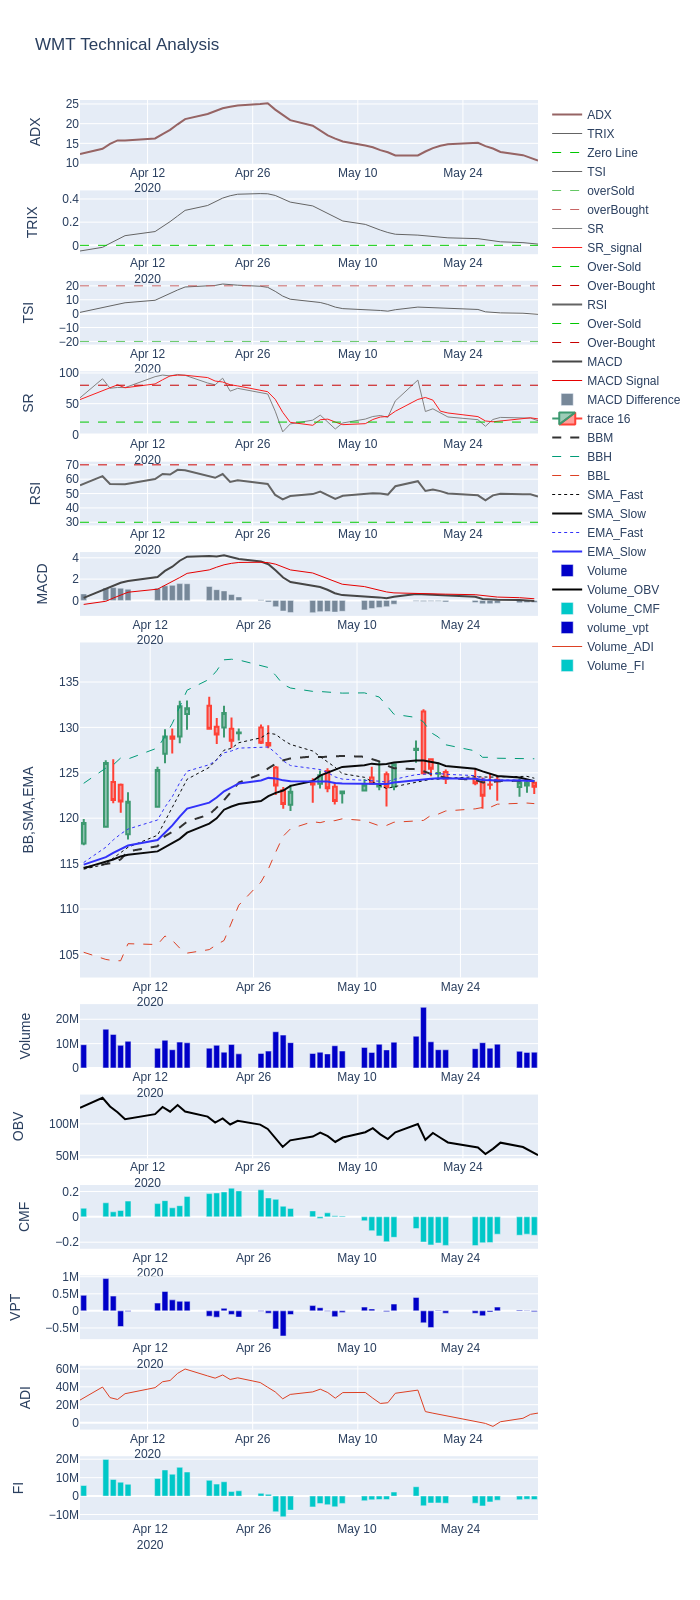 WMT Technical Analysis
25
20
15
10
ADX
Apr 12
2020
Apr 26
May 10
May 24
0.4
0.2
0
TRIX
Apr 12
2020
Apr 26
May 10
May 24
20
10
0
−10
−20
TSI
Apr 12
2020
Apr 26
May 10
May 24
100
50
0
SR
Apr 12
2020
Apr 26
May 10
May 24
70
60
50
40
30
RSI
Apr 12
2020
Apr 26
May 10
May 24
4
2
0
MACD
Apr 12
2020
Apr 26
May 10
May 24
135
130
125
120
115
110
105
BB,SMA,EMA
Apr 12
2020
Apr 26
May 10
May 24
20M
10M
0
Volume
Apr 12
2020
Apr 26
May 10
May 24
100M
50M
OBV
Apr 12
2020
Apr 26
May 10
May 24
0.2
0
−0.2
CMF
Apr 12
2020
Apr 26
May 10
May 24
1M
0.5M
0
−0.5M
VPT
Apr 12
2020
Apr 26
May 10
May 24
60M
40M
20M
0
ADI
Apr 12
2020
Apr 26
May 10
May 24
20M
10M
0
−10M
FI
Apr 12
2020
Apr 26
May 10
May 24
ADX
TRIX
Zero Line
TSI
overSold
overBought
SR
SR_signal
Over-Sold
Over-Bought
RSI
Over-Sold
Over-Bought
MACD
MACD Signal
MACD Difference
trace 16
BBM
BBH
BBL
SMA_Fast
SMA_Slow
EMA_Fast
EMA_Slow
Volume
Volume_OBV
Volume_CMF
volume_vpt
Volume_ADI
Volume_FI